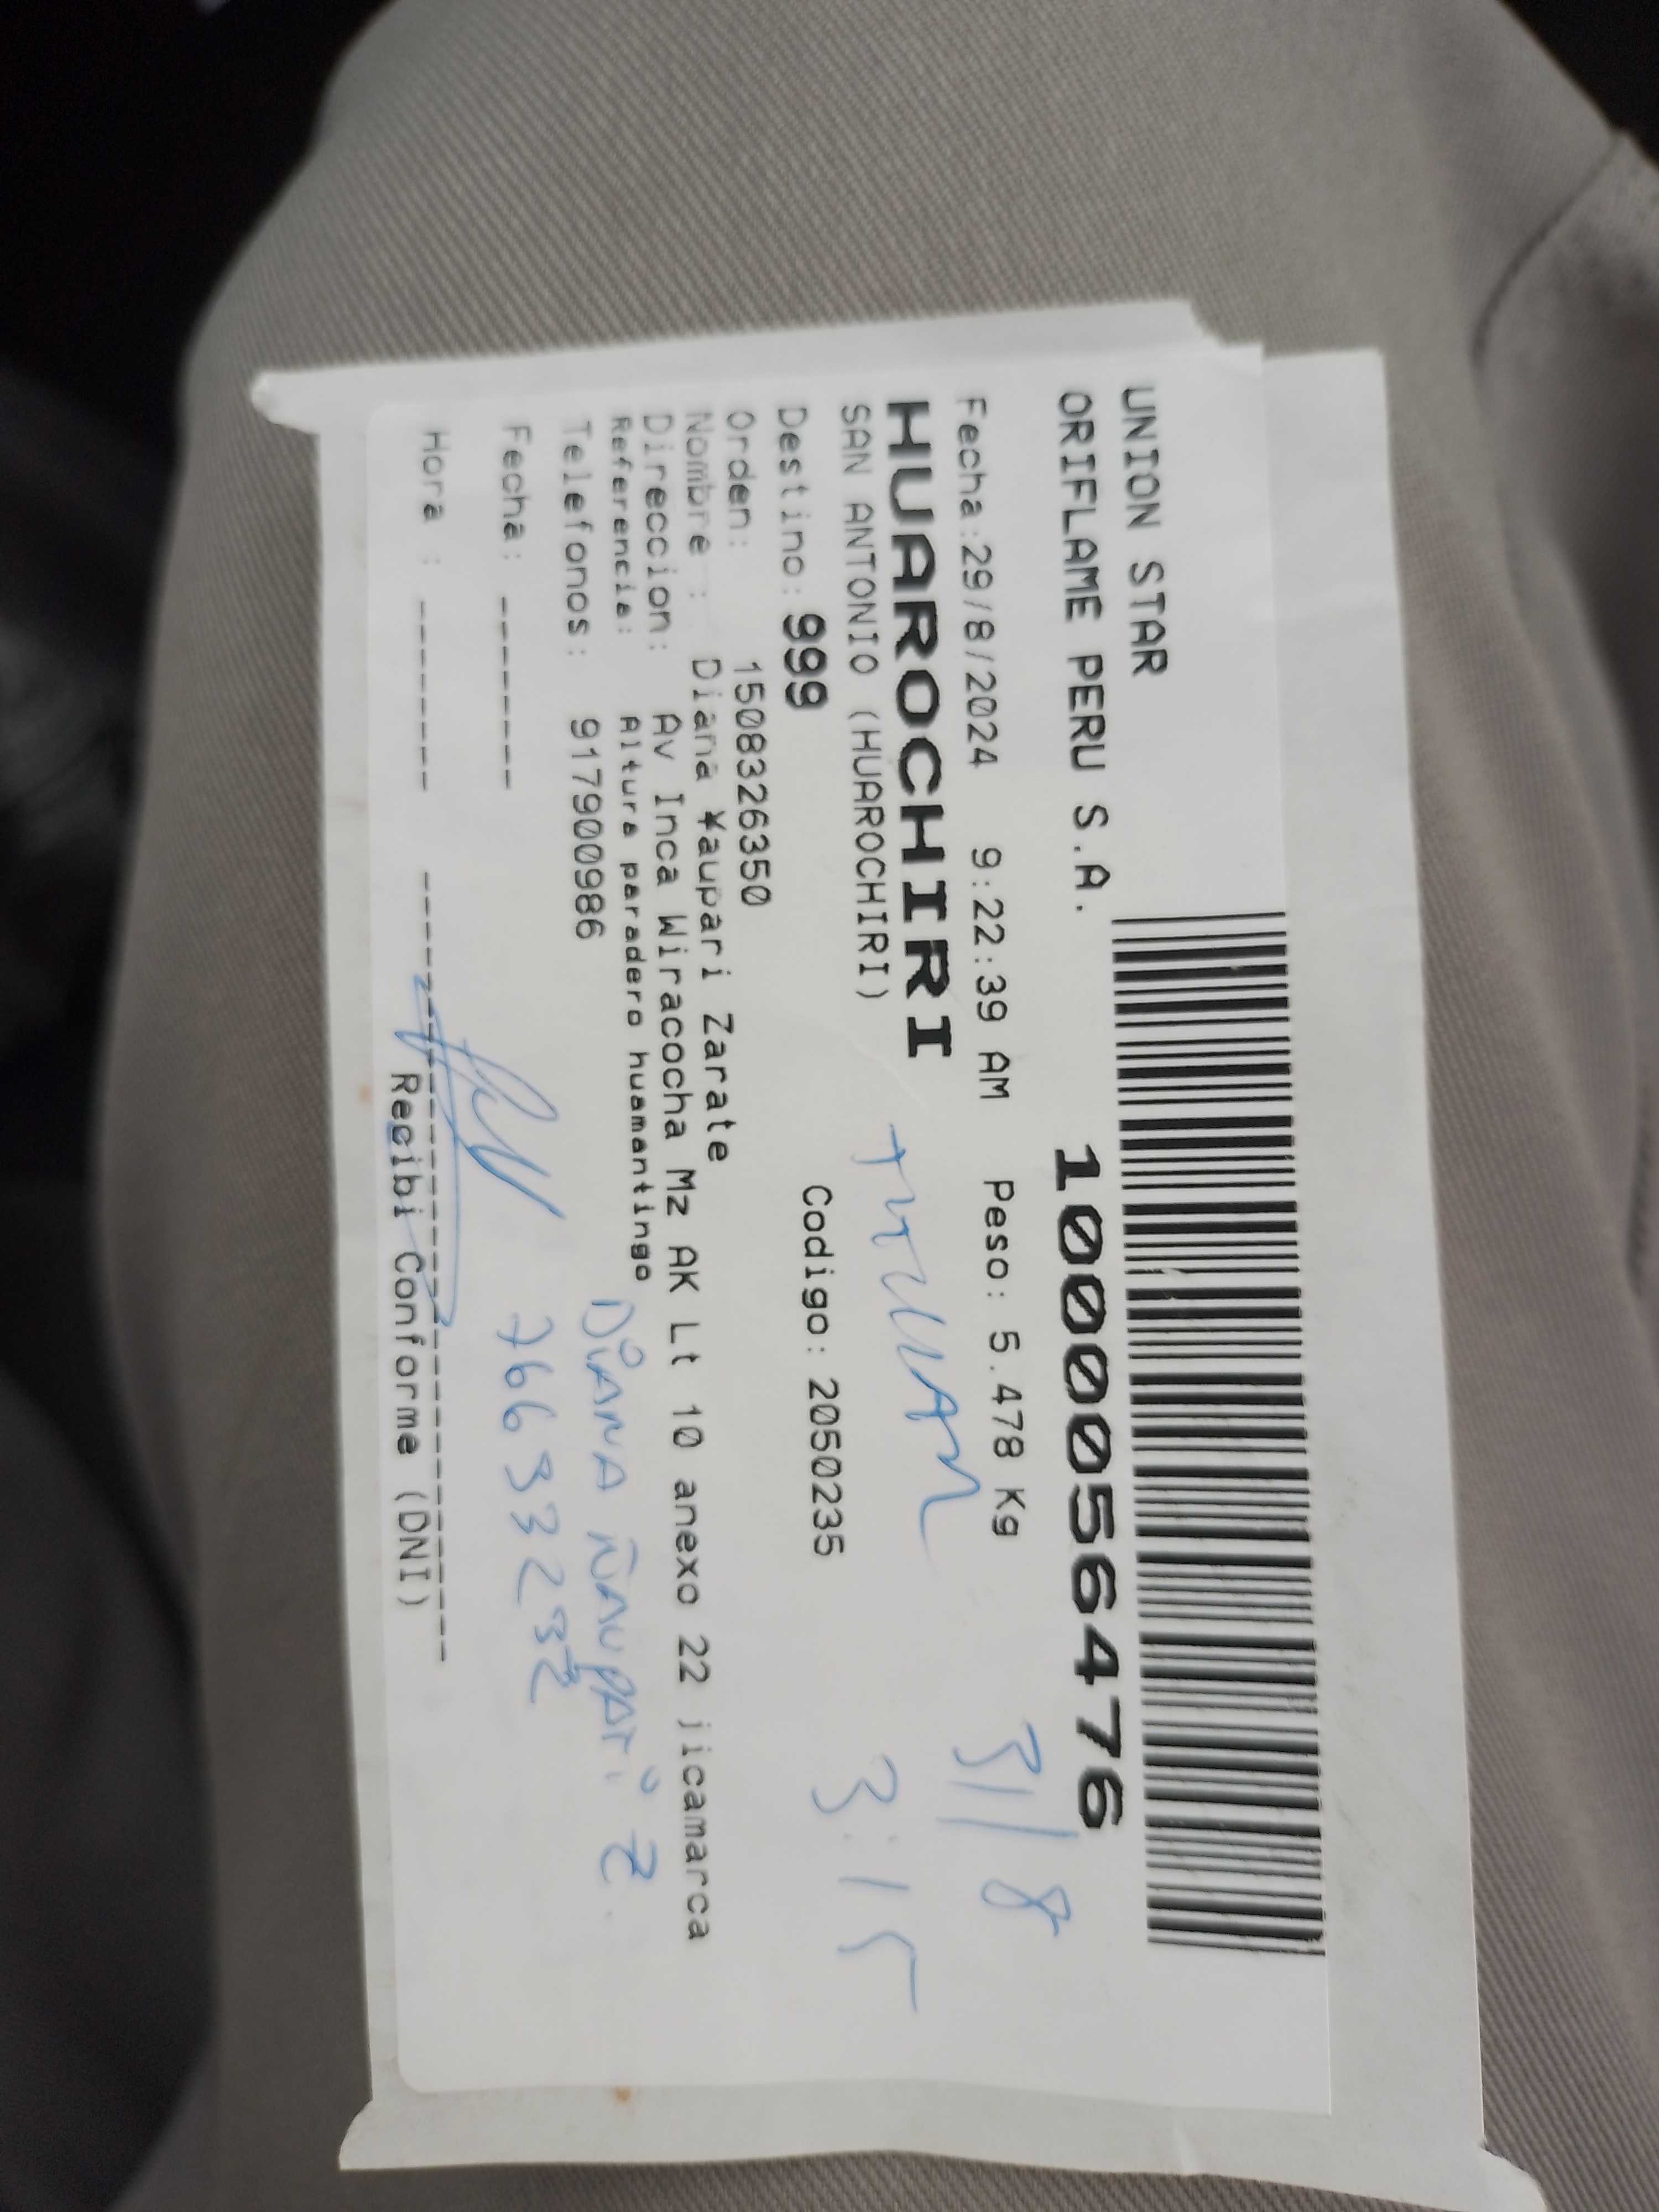 UNION STAR
ORIFLAME PERU S.A.
1000056476
Fecha:29/8/2024 9:22:39 AM Peso: 5.478 Kg
HUAROCHIRI
SAN ANTONIO (HUAROCHIRI)
31/8
3:15
Destino: 999 Codigo: 2050235
Orden: 1508326350
Nombre : Diana ¥aupari Zarate
Direccion: Av Inca Wiracocha Mz AK Lt 10 anexo 22 jicamarca
Referencia: Altura paradero huamantingo
Telefonos: 917900986
DiANA ÑAUPARi Z
Fecha: ------
Hora : --------
Recibi Conforme (DNI)